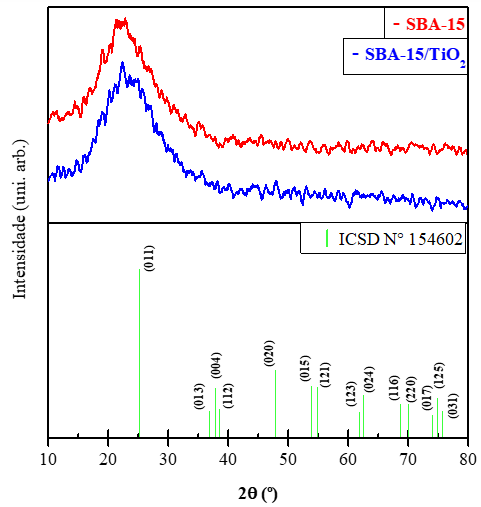 - SBA-15
- SBA-15/TiO₂
Intensidade (uni. arb.)
ICSD N° 154602
(011)
(013)
(004)
(112)
(020)
(015)
(121)
(123)
(024)
(116)
(220)
(017)
(125)
(031)
10 20 30 40 50 60 70 80
2θ (º)